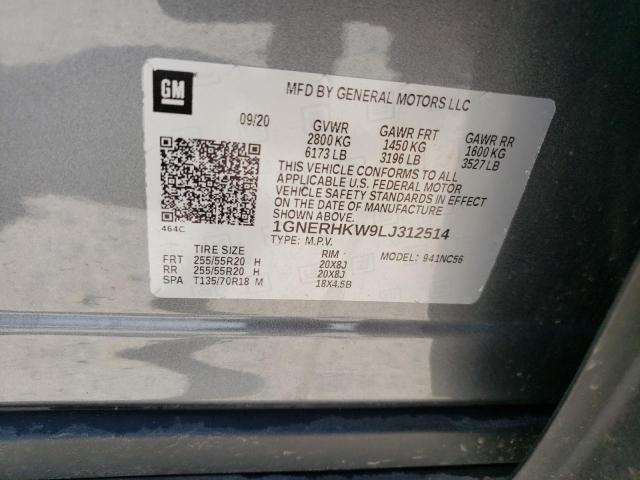 GM
MFD BY GENERAL MOTORS LLC
09/20 GVWR GAWR FRT GAWR RR
2800 KG 1450 KG 1600 KG
6173 LB 3196 LB 3527 LB
THIS VEHICLE CONFORMS TO ALL
APPLICABLE U.S. FEDERAL MOTOR
VEHICLE SAFETY STANDARDS IN EFFECT
ON THE DATE OF MANUFACTURE
SHOWN ABOVE.
464C 1GNERHKW9LJ312514
TYPE: M.P.V. MODEL: 941NC56
TIRE SIZE RIM
FRT 255/55R20 H 20X8J
RR 255/55R20 H 20X8J
SPA T135/70R18 M 18X4.5B